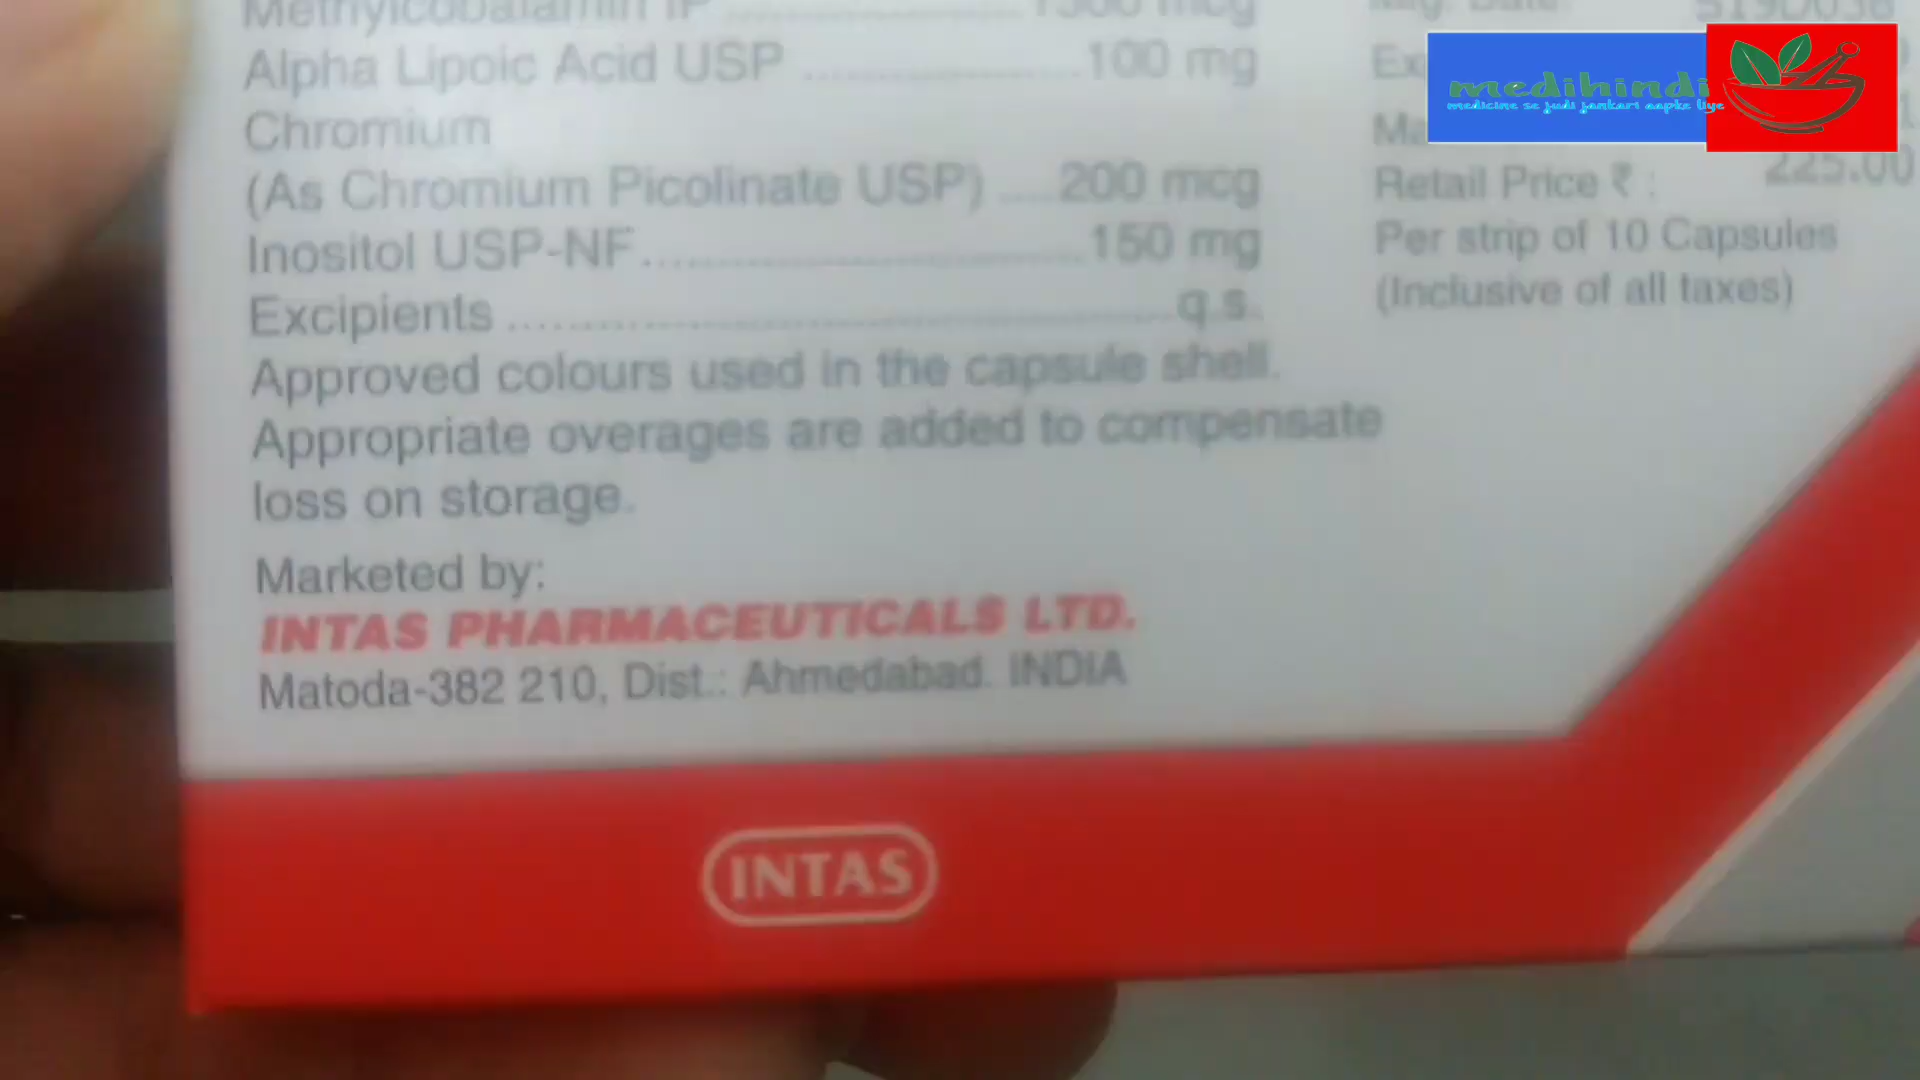 Methylcobalamin IP ........................ 1500 mcg
Alpha Lipoic Acid USP ........................ 100 mg
Chromium
(As Chromium Picolinate USP) .... 200 mcg
Inositol USP-NF ........................................ 150 mg
Excipients ........................................................ q.s.
Approved colours used in the capsule shell.
Appropriate overages are added to compensate
loss on storage.
Marketed by:
INTAS PHARMACEUTICALS LTD.
Matoda-382 210, Dist.: Ahmedabad. INDIA
INTAS
Mfg. Date:
Retail Price ₹ : 225.00
Per strip of 10 Capsules
(Inclusive of all taxes)
medihindi
medicine se judi jankari aapke liye